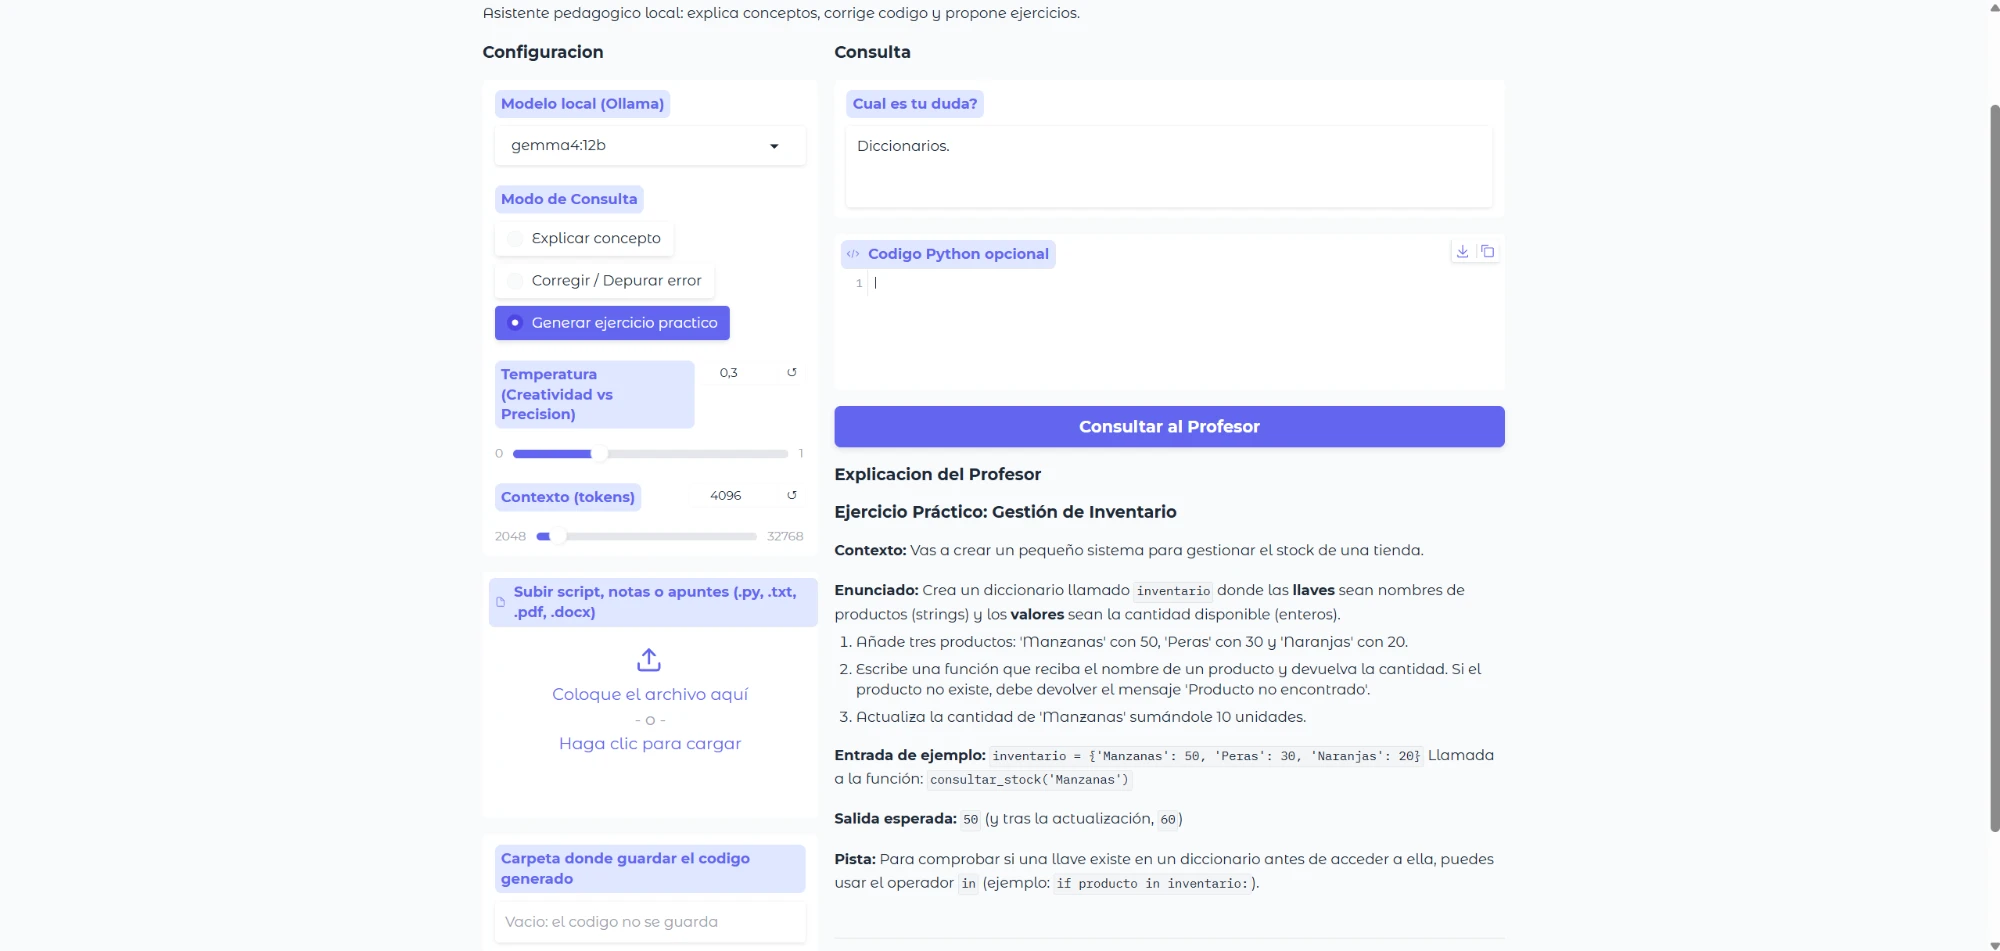 Asistente pedagogico local: explica conceptos, corrige codigo y propone ejercicios.
Configuracion
Modelo local (Ollama)
gemma4:12b
Modo de Consulta
Explicar concepto
Corregir / Depurar error
Generar ejercicio practico
Temperatura
(Creatividad vs
Precision)
0,3
0
1
Contexto (tokens)
4096
2048
32768
Subir script, notas o apuntes (.py, .txt,
.pdf, .docx)
Coloque el archivo aquí
- o -
Haga clic para cargar
Carpeta donde guardar el codigo
generado
Vacio: el codigo no se guarda
Consulta
Cual es tu duda?
Diccionarios.
Codigo Python opcional
1
Consultar al Profesor
Explicacion del Profesor
Ejercicio Práctico: Gestión de Inventario
Contexto: Vas a crear un pequeño sistema para gestionar el stock de una tienda.
Enunciado: Crea un diccionario llamado inventario donde las llaves sean nombres de
productos (strings) y los valores sean la cantidad disponible (enteros).
1. Añade tres productos: 'Manzanas' con 50, 'Peras' con 30 y 'Naranjas' con 20.
2. Escribe una función que reciba el nombre de un producto y devuelva la cantidad. Si el
producto no existe, debe devolver el mensaje 'Producto no encontrado'.
3. Actualiza la cantidad de 'Manzanas' sumándole 10 unidades.
Entrada de ejemplo: inventario = {'Manzanas': 50, 'Peras': 30, 'Naranjas': 20} Llamada
a la función: consultar_stock('Manzanas')
Salida esperada: 50 (y tras la actualización, 60)
Pista: Para comprobar si una llave existe en un diccionario antes de acceder a ella, puedes
usar el operador in (ejemplo: if producto in inventario:).